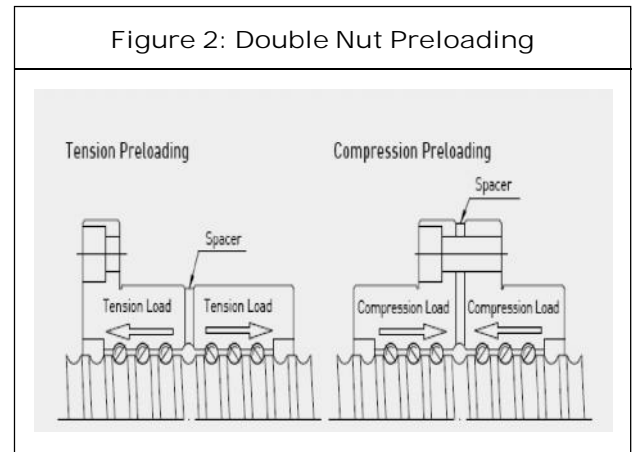 Figure 2: Double Nut Preloading
Tension Preloading
Compression Preloading
Spacer
Spacer
Tension Load
Tension Load
Compression Load
Compression Load